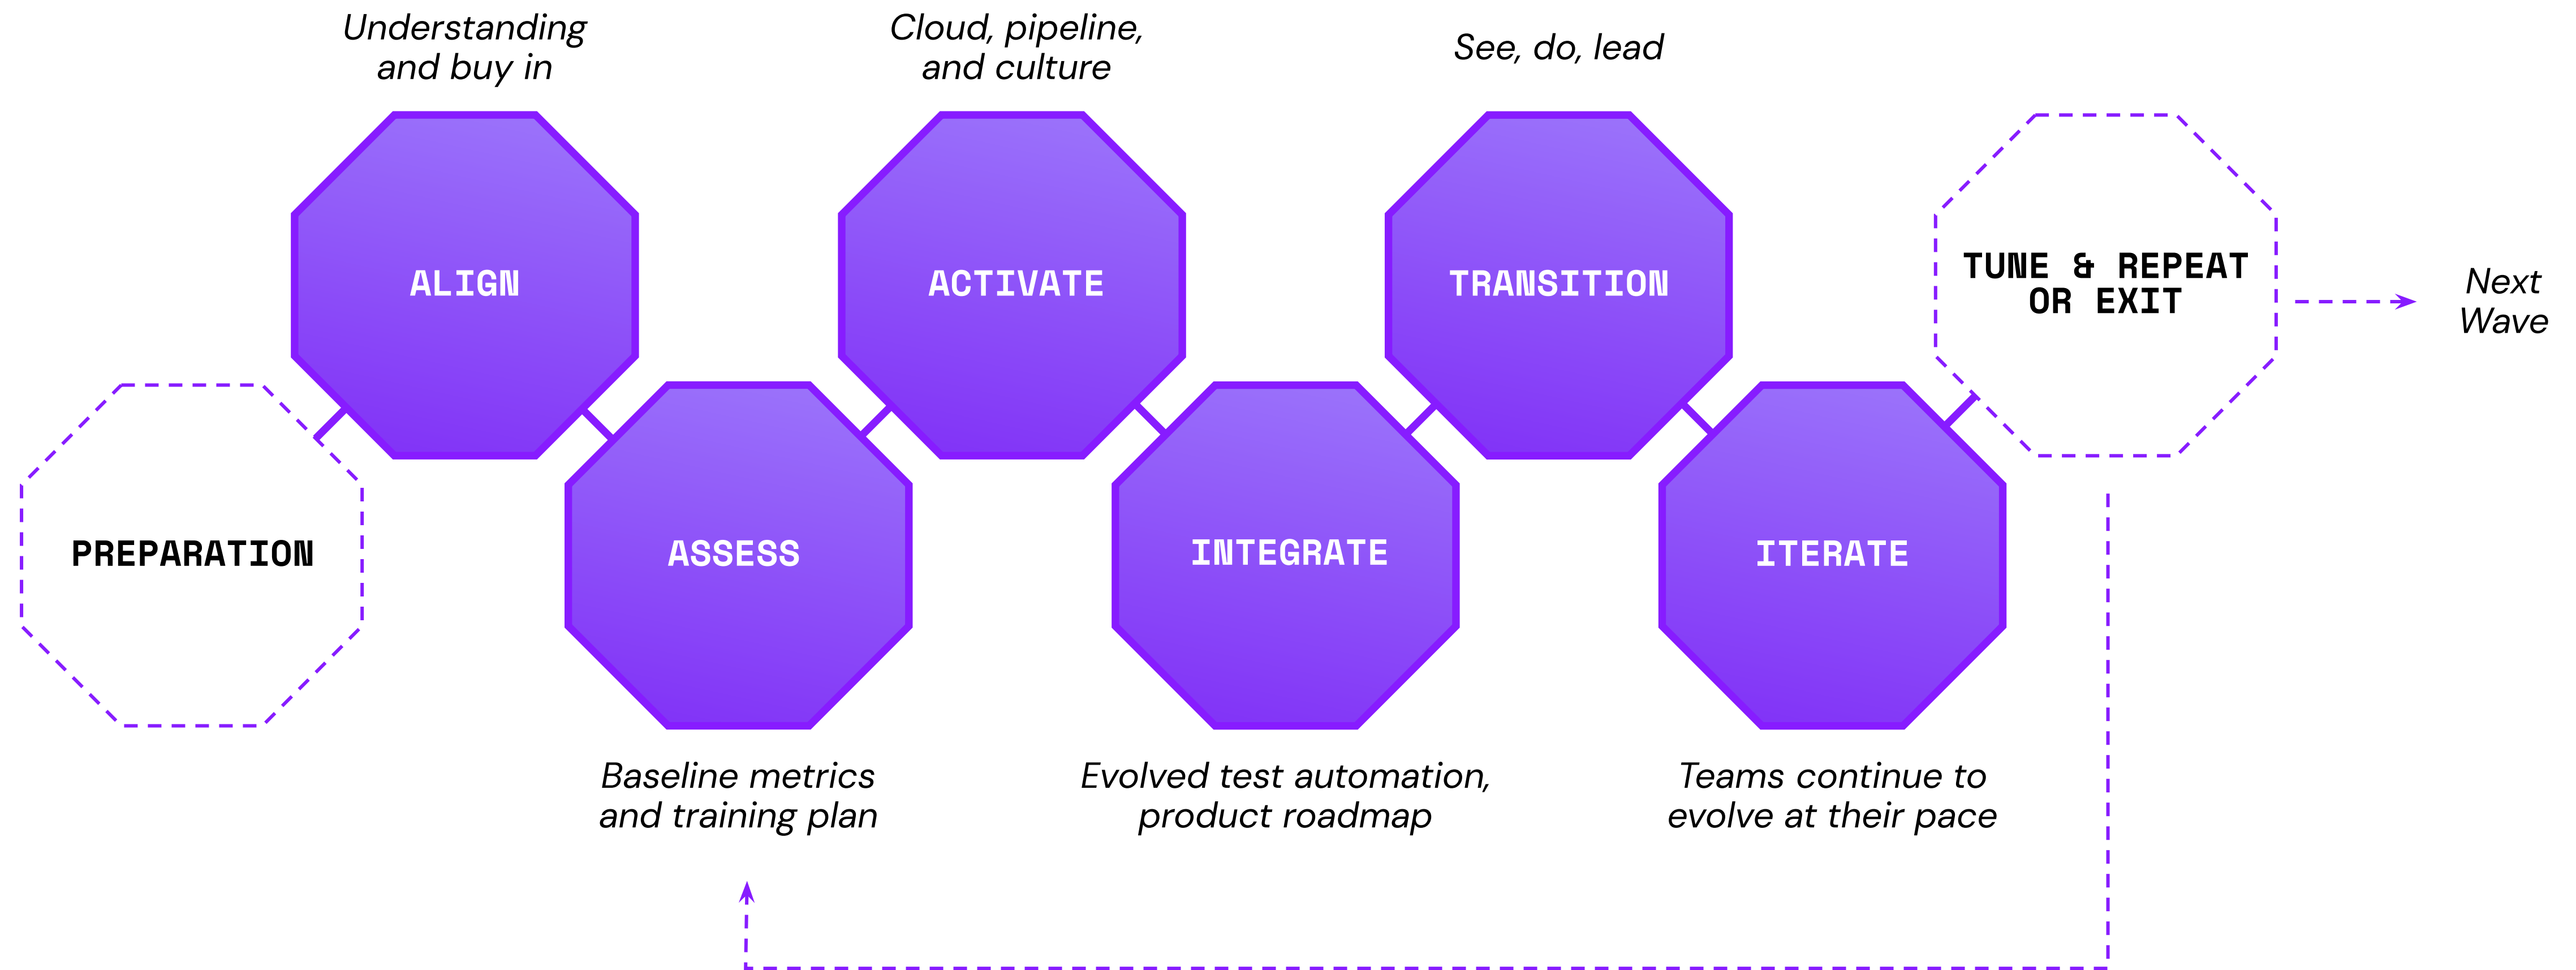 Understanding
and buy in
Cloud, pipeline,
and culture
See, do, lead
ALIGN
ACTIVATE
TRANSITION
TUNE & REPEAT
OR EXIT
Next
Wave
PREPARATION
ASSESS
INTEGRATE
ITERATE
Baseline metrics
and training plan
Evolved test automation,
product roadmap
Teams continue to
evolve at their pace